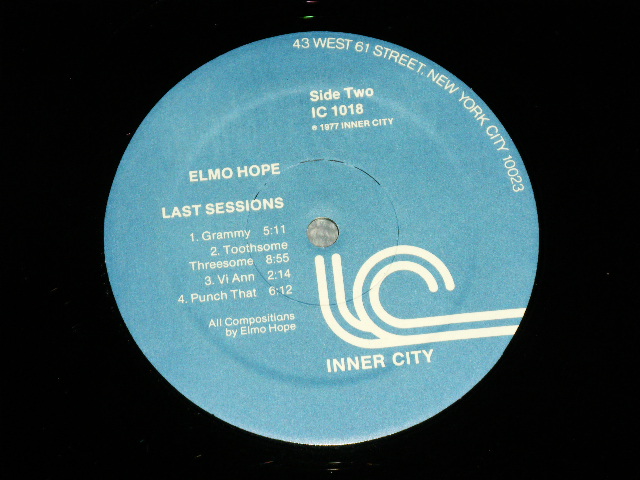 43 WEST 61 STREET, NEW YORK CITY 10023
Side Two
IC 1018
℗ 1977 INNER CITY
ELMO HOPE
LAST SESSIONS
1. Grammy 5:11
2. Toothsome
Threesome 8:55
3. Vi Ann 2:14
4. Punch That 6:12
All Compositions
by Elmo Hope
INNER CITY